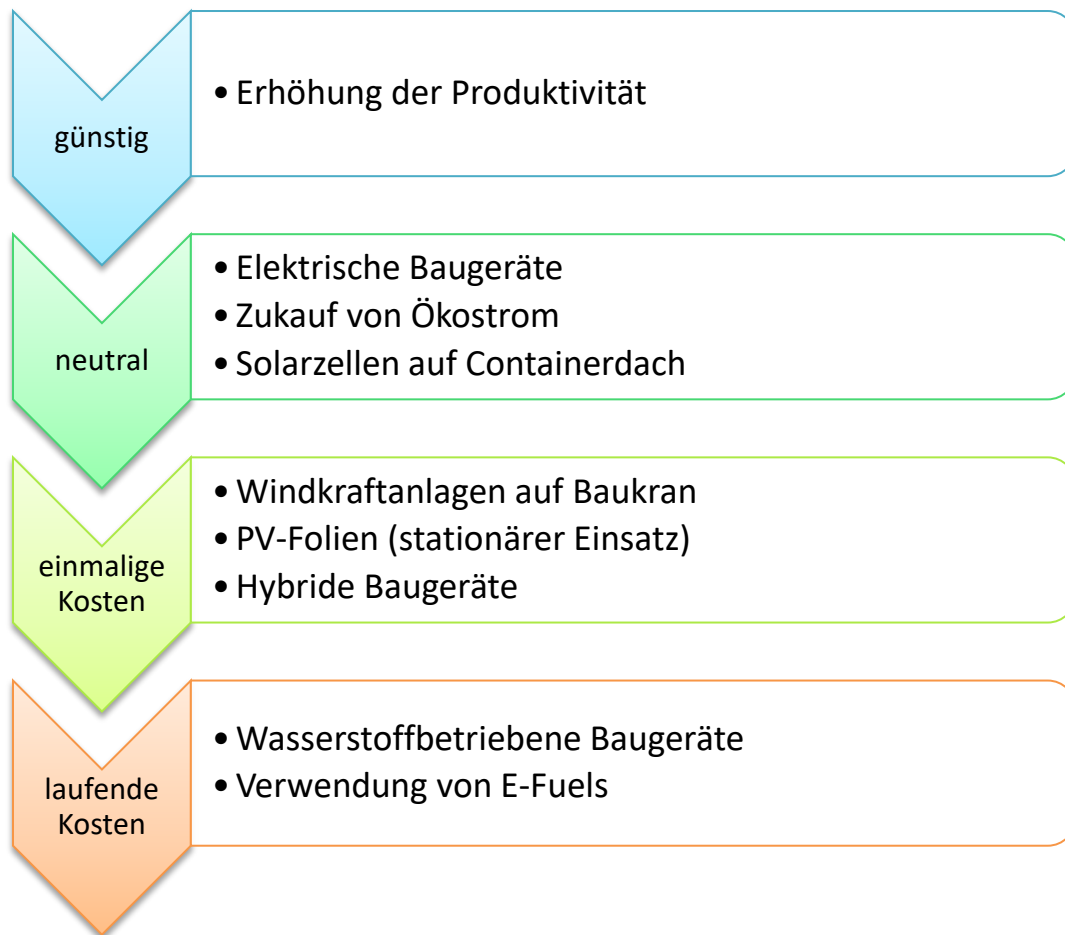 günstig
• Erhöhung der Produktivität
neutral
• Elektrische Baugeräte
• Zukauf von Ökostrom
• Solarzellen auf Containerdach
einmalige
Kosten
• Windkraftanlagen auf Baukran
• PV-Folien (stationärer Einsatz)
• Hybride Baugeräte
laufende
Kosten
• Wasserstoffbetriebene Baugeräte
• Verwendung von E-Fuels